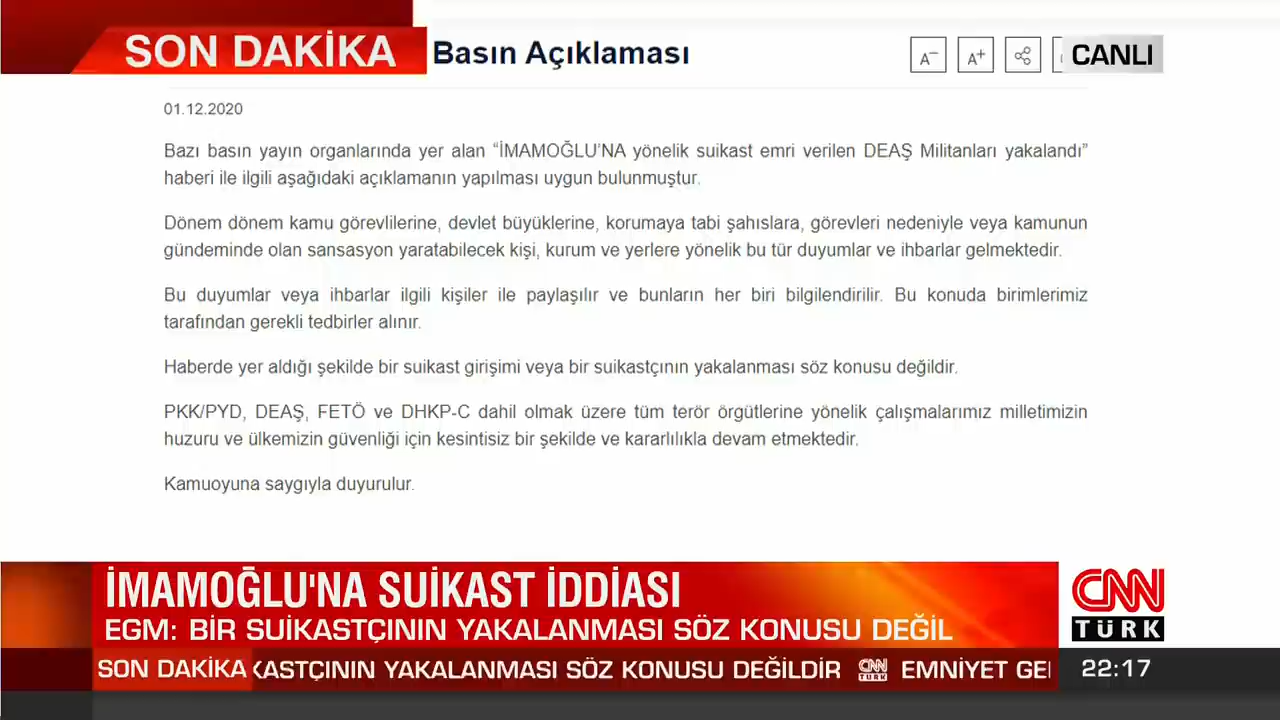 SON DAKİKA
Basın Açıklaması
A⁻ A⁺
CANLI
01.12.2020
Bazı basın yayın organlarında yer alan “İMAMOĞLU’NA yönelik suikast emri verilen DEAŞ Militanları yakalandı”
haberi ile ilgili aşağıdaki açıklamanın yapılması uygun bulunmuştur.
Dönem dönem kamu görevlilerine, devlet büyüklerine, korumaya tabi şahıslara, görevleri nedeniyle veya kamunun
gündeminde olan sansasyon yaratabilecek kişi, kurum ve yerlere yönelik bu tür duyumlar ve ihbarlar gelmektedir.
Bu duyumlar veya ihbarlar ilgili kişiler ile paylaşılır ve bunların her biri bilgilendirilir. Bu konuda birimlerimiz
tarafından gerekli tedbirler alınır.
Haberde yer aldığı şekilde bir suikast girişimi veya bir suikastçının yakalanması söz konusu değildir.
PKK/PYD, DEAŞ, FETÖ ve DHKP-C dahil olmak üzere tüm terör örgütlerine yönelik çalışmalarımız milletimizin
huzuru ve ülkemizin güvenliği için kesintisiz bir şekilde ve kararlılıkla devam etmektedir.
Kamuoyuna saygıyla duyurulur.
İMAMOĞLU'NA SUİKAST İDDİASI
EGM: BİR SUİKASTÇININ YAKALANMASI SÖZ KONUSU DEĞİL
CNN
TÜRK
SON DAKİKA KASTÇININ YAKALANMASI SÖZ KONUSU DEĞİLDİR CNN TÜRK EMNİYET GEI
22:17